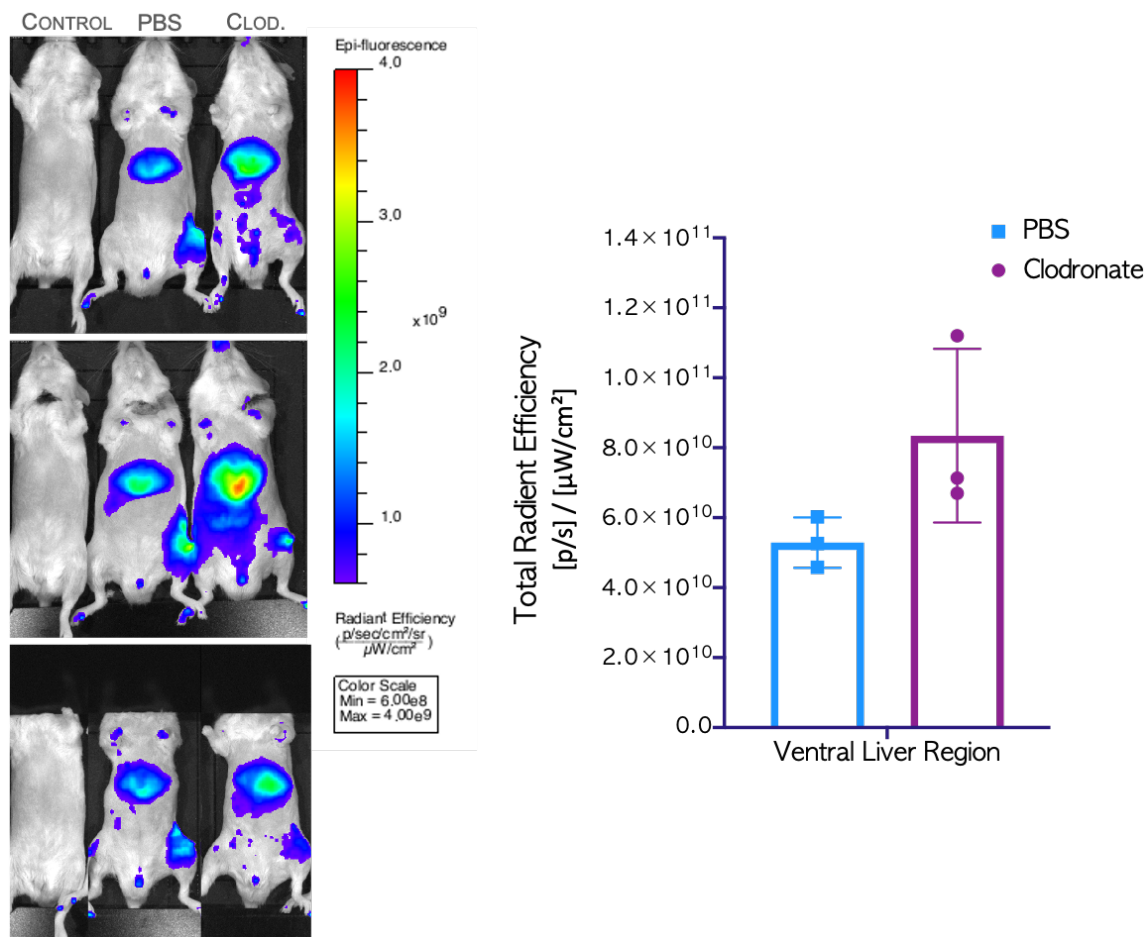 CONTROL PBS CLOD.
Epi-fluorescence
4.0
3.0
x10⁹
2.0
1.0
Radiant Efficiency
(p/sec/cm²/sr / µW/cm²)
Color Scale
Min = 6.00e8
Max = 4.00e9
Total Radient Efficiency
[p/s] / [µW/cm²]
1.4×10¹¹
1.2×10¹¹
1.0×10¹¹
8.0×10¹⁰
6.0×10¹⁰
4.0×10¹⁰
2.0×10¹⁰
0.0
PBS
Clodronate
Ventral Liver Region